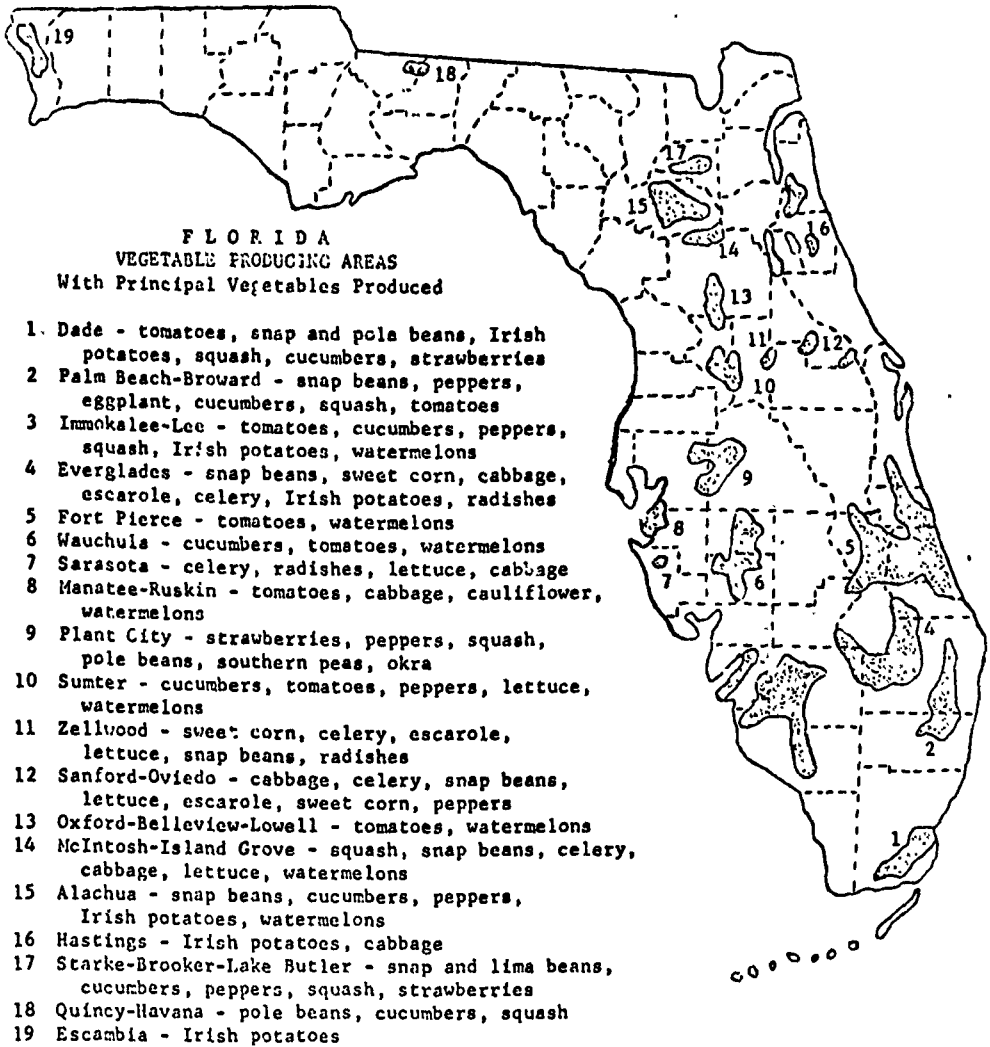 FLORIDA
VEGETABLE PRODUCING AREAS
With Principal Vegetables Produced
1. Dade - tomatoes, snap and pole beans, Irish
potatoes, squash, cucumbers, strawberries
2 Palm Beach-Broward - snap beans, peppers,
eggplant, cucumbers, squash, tomatoes
3 Immokalee-Lee - tomatoes, cucumbers, peppers,
squash, Irish potatoes, watermelons
4 Everglades - snap beans, sweet corn, cabbage,
escarole, celery, Irish potatoes, radishes
5 Fort Pierce - tomatoes, watermelons
6 Wauchula - cucumbers, tomatoes, watermelons
7 Sarasota - celery, radishes, lettuce, cabbage
8 Manatee-Ruskin - tomatoes, cabbage, cauliflower,
watermelons
9 Plant City - strawberries, peppers, squash,
pole beans, southern peas, okra
10 Sumter - cucumbers, tomatoes, peppers, lettuce,
watermelons
11 Zellwood - sweet corn, celery, escarole,
lettuce, snap beans, radishes
12 Sanford-Oviedo - cabbage, celery, snap beans,
lettuce, escarole, sweet corn, peppers
13 Oxford-Belleview-Lowell - tomatoes, watermelons
14 McIntosh-Island Grove - squash, snap beans, celery,
cabbage, lettuce, watermelons
15 Alachua - snap beans, cucumbers, peppers,
Irish potatoes, watermelons
16 Hastings - Irish potatoes, cabbage
17 Starke-Brooker-Lake Butler - snap and lima beans,
cucumbers, peppers, squash, strawberries
18 Quincy-Havana - pole beans, cucumbers, squash
19 Escambia - Irish potatoes
19
18
17
15
16
14
13
11
12
10
9
8
5
7
6
4
2
1